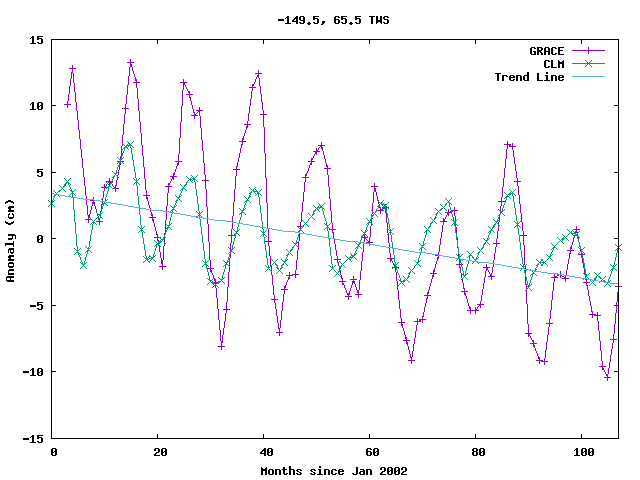 -149.5, 65.5 TWS
GRACE
CLM
Trend Line
15
10
5
0
-5
-10
-15
Anomaly (cm)
0 20 40 60 80 100
Months since Jan 2002